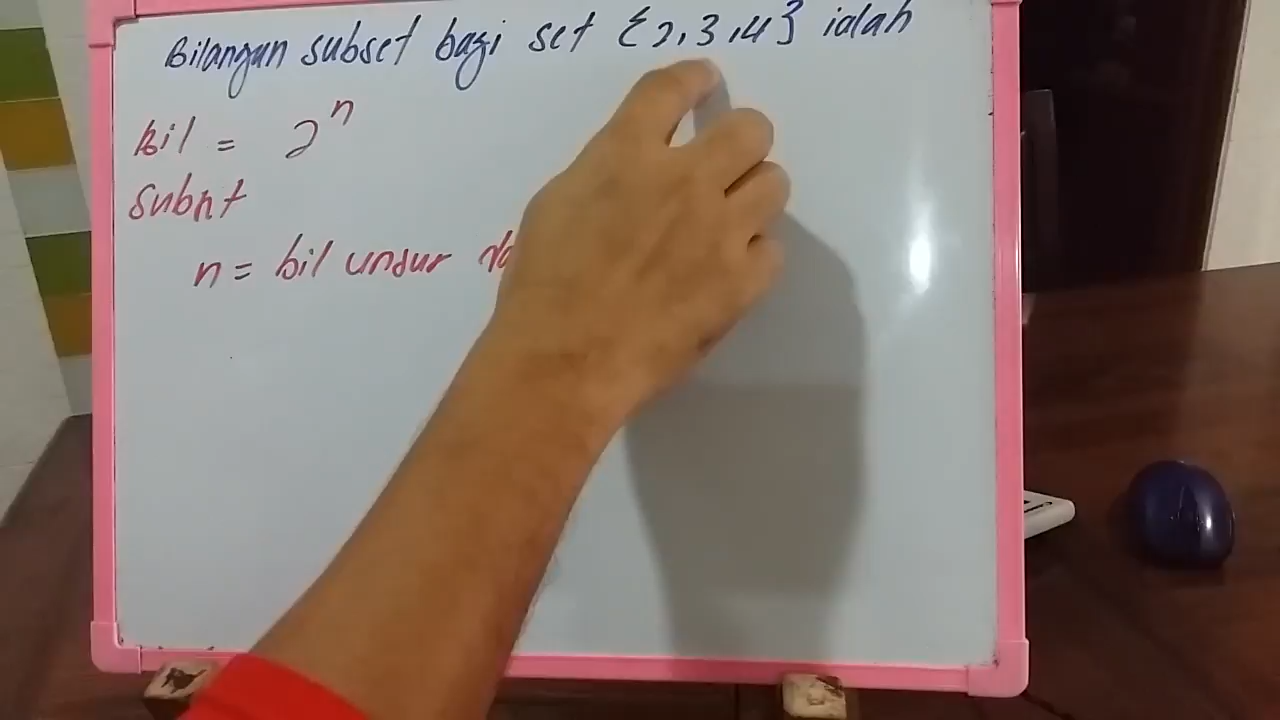 Bilangan subset bagi set {2,3,4} ialah
Bil = 2ⁿ
Subset
n = bil unsur